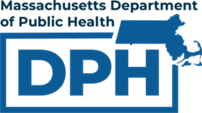 Massachusetts Department
of Public Health
DPH